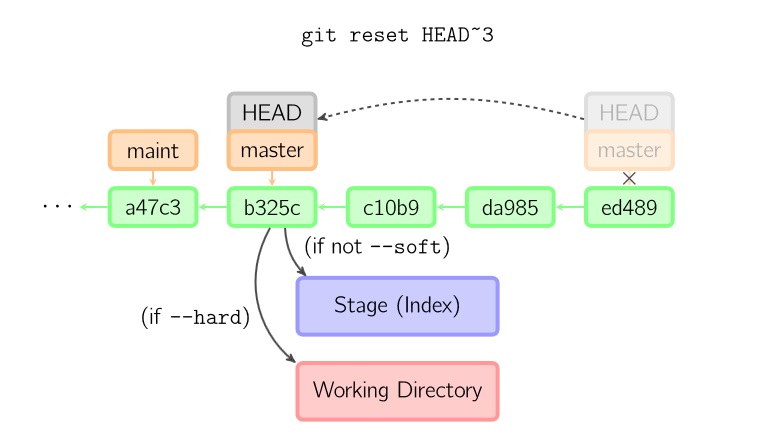 git reset HEAD~3
HEAD
HEAD
maint
master
master
··· a47c3 b325c c10b9 da985 ed489
(if not --soft)
Stage (Index)
(if --hard)
Working Directory